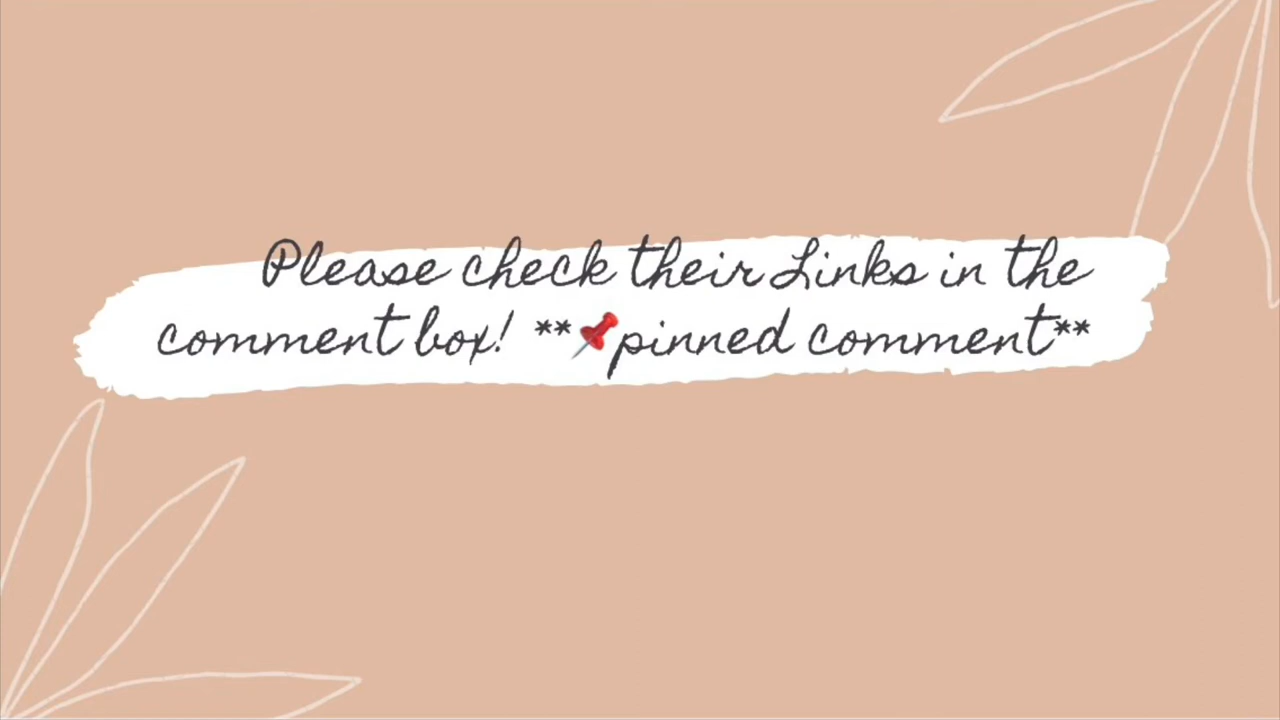 Please check their Links in the
comment box! **📌pinned comment**